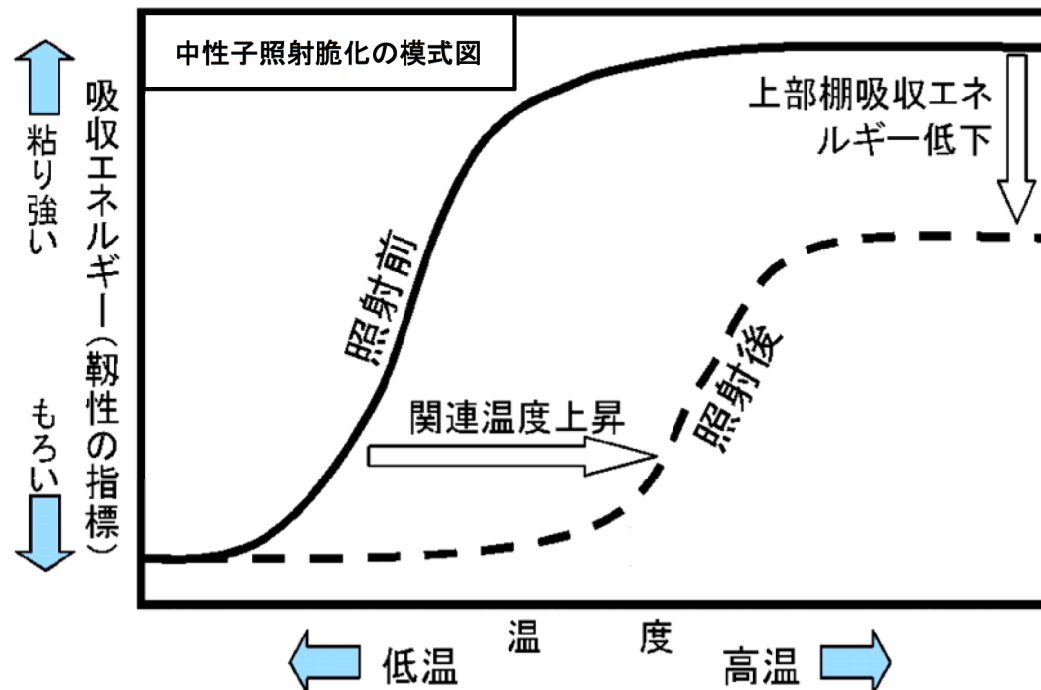 中性子照射脆化の模式図
粘り強い
もろい
吸収エネルギー(靱性の指標)
上部棚吸収エネ
ルギー低下
照射前
関連温度上昇
照射後
温度
低温
高温